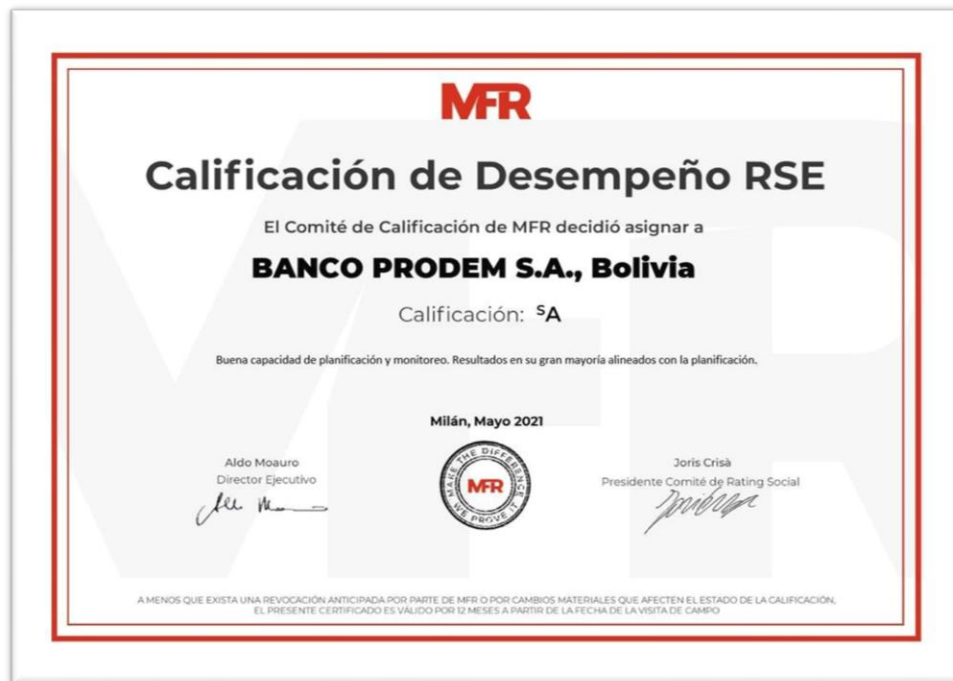 MFR
Calificación de Desempeño RSE
El Comité de Calificación de MFR decidió asignar a
BANCO PRODEM S.A., Bolivia
Calificación: ᔆA
Buena capacidad de planificación y monitoreo. Resultados en su gran mayoría alineados con la planificación.
Milán, Mayo 2021
Aldo Moauro
Director Ejecutivo
MAKE THE DIFFERENCE
MFR
WE PROVE IT
Joris Crisà
Presidente Comité de Rating Social
A MENOS QUE EXISTA UNA REVOCACIÓN ANTICIPADA POR PARTE DE MFR O POR CAMBIOS MATERIALES QUE AFECTEN EL ESTADO DE LA CALIFICACIÓN,
EL PRESENTE CERTIFICADO ES VÁLIDO POR 12 MESES A PARTIR DE LA FECHA DE LA VISITA DE CAMPO